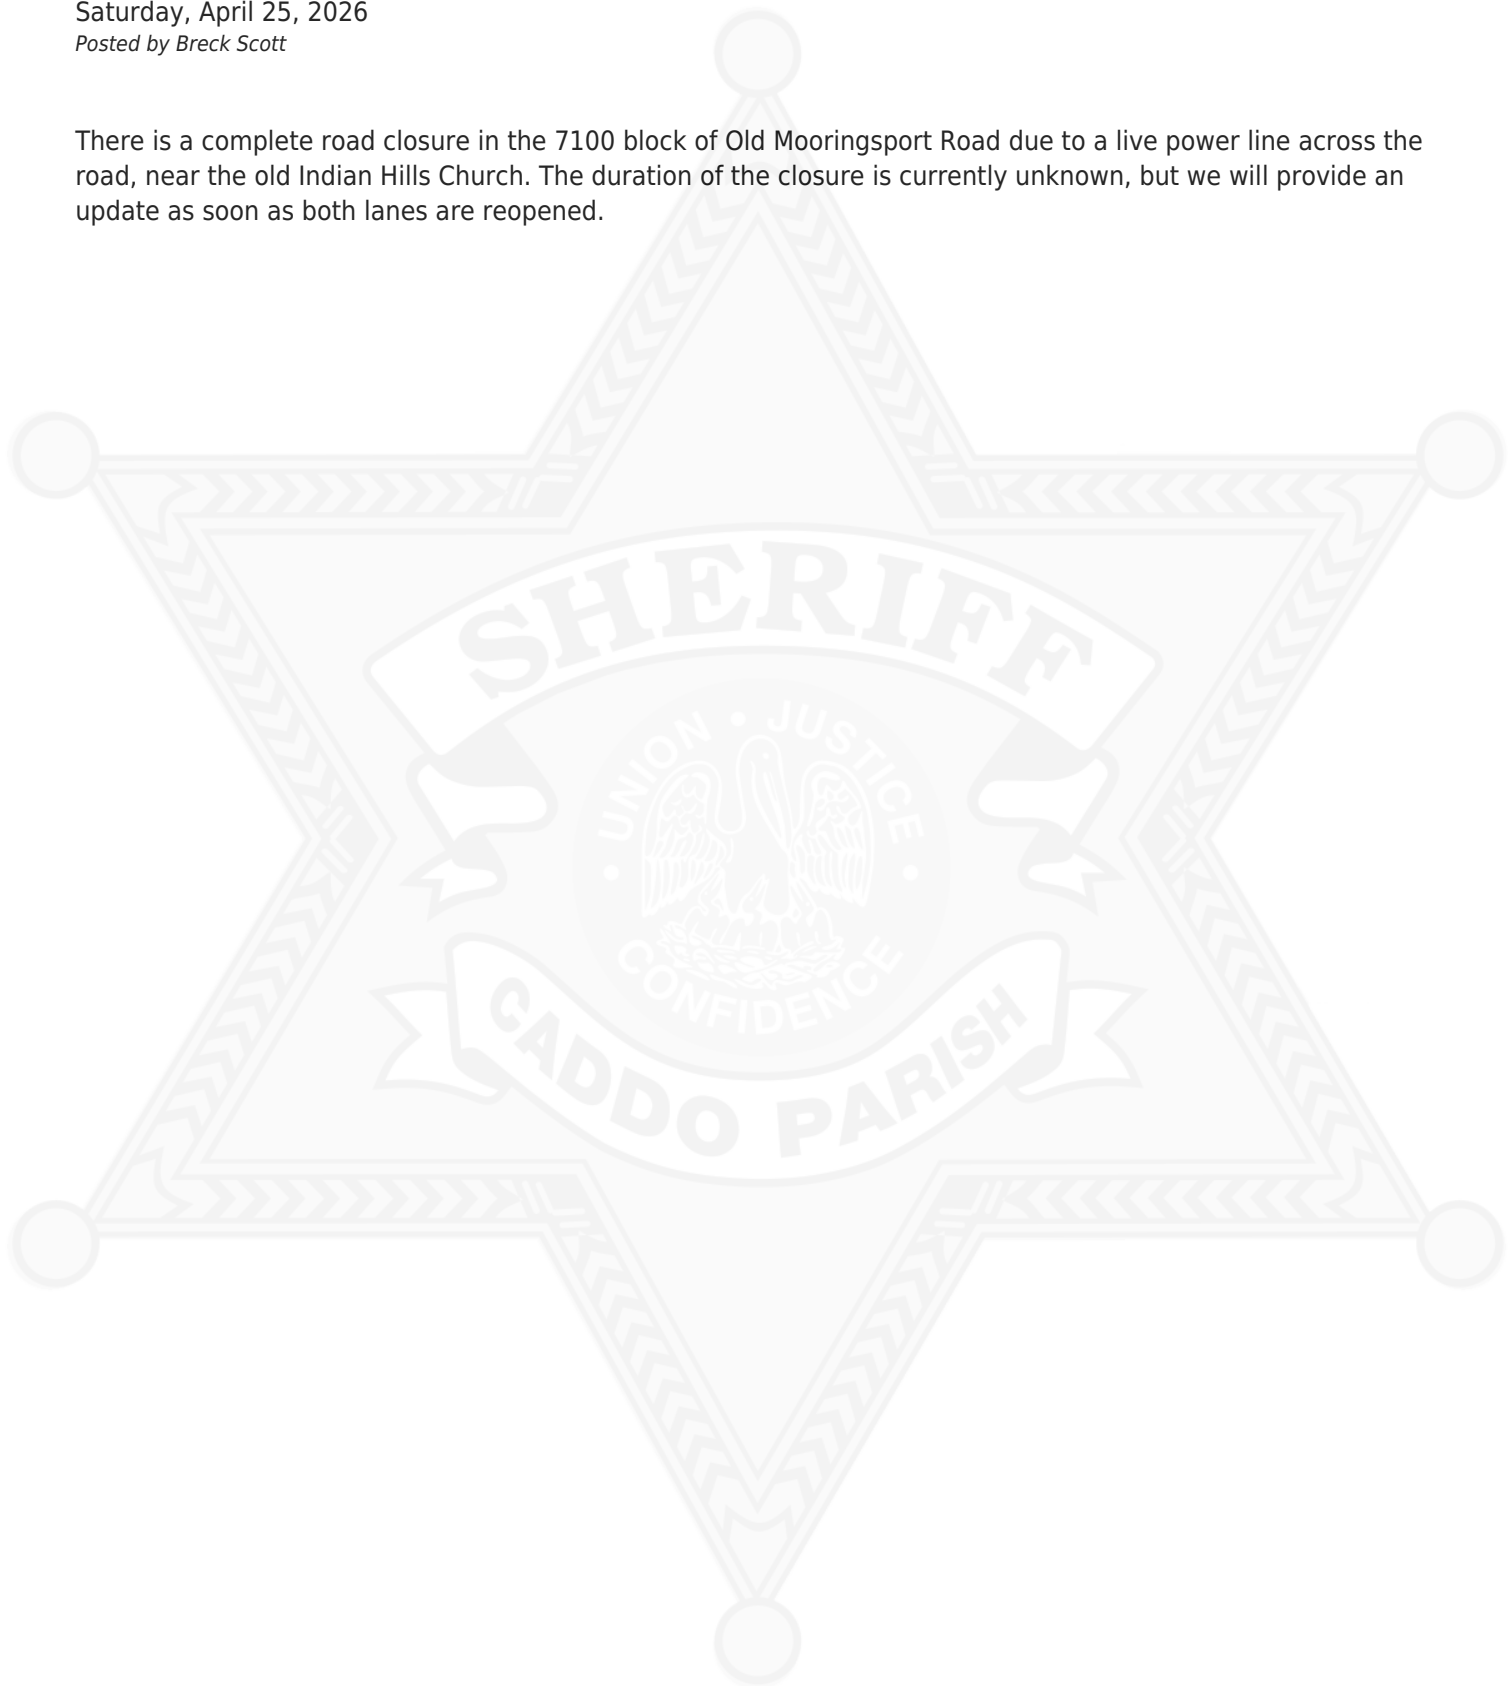 Saturday, April 25, 2026
Posted by Breck Scott
There is a complete road closure in the 7100 block of Old Mooringsport Road due to a live power line across the
road, near the old Indian Hills Church. The duration of the closure is currently unknown, but we will provide an
update as soon as both lanes are reopened.
SHERIFF
UNION • JUSTICE
• CONFIDENCE •
CADDO PARISH